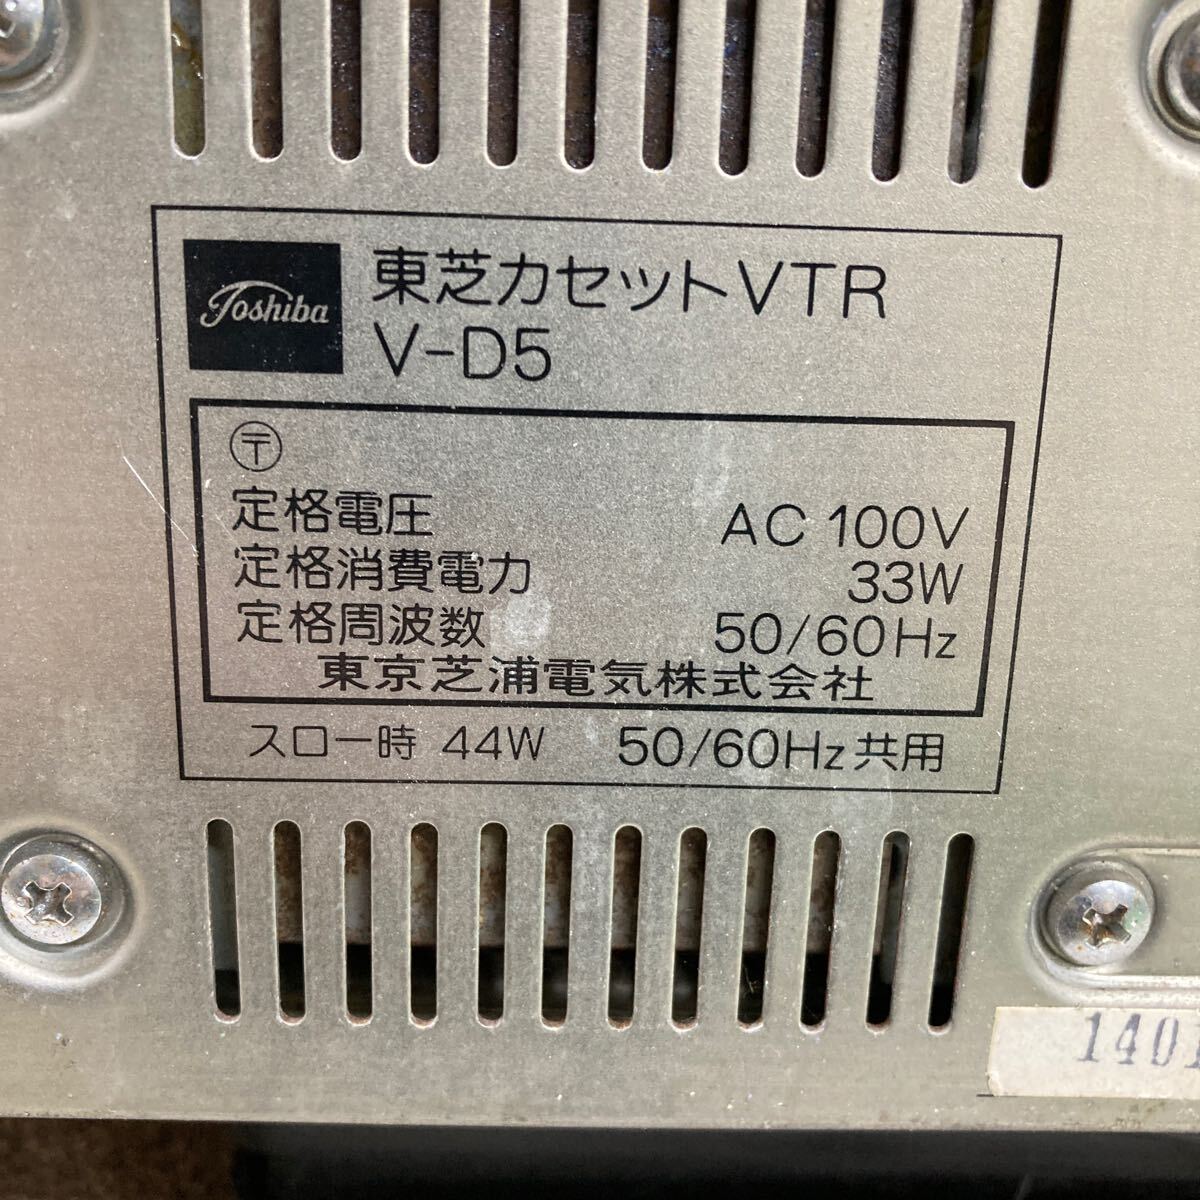 Toshiba
東芝カセットVTR
V-D5
〒
定格電圧 AC 100V
定格消費電力 33W
定格周波数 50/60Hz
東京芝浦電気株式会社
スロー時 44W 50/60Hz共用
1401